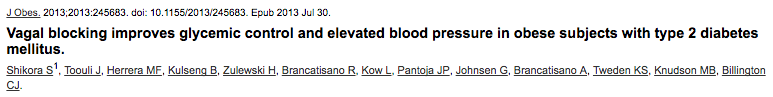 J Obes. 2013;2013:245683. doi: 10.1155/2013/245683. Epub 2013 Jul 30.
Vagal blocking improves glycemic control and elevated blood pressure in obese subjects with type 2 diabetes
mellitus.
Shikora S1, Toouli J, Herrera MF, Kulseng B, Zulewski H, Brancatisano R, Kow L, Pantoja JP, Johnsen G, Brancatisano A, Tweden KS, Knudson MB, Billington
CJ.